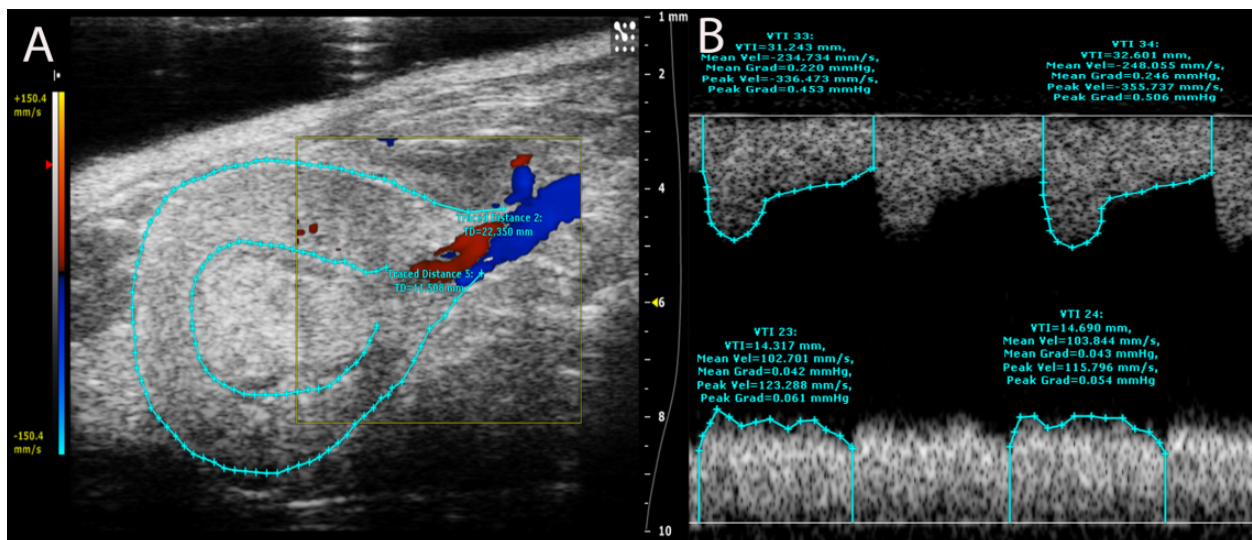 A
+150.4
mm/s
-150.4
mm/s
Traced Distance 2:
TD=22.350 mm
Traced Distance 5:
TD=11.508 mm
1 mm
2
4
6
8
10
B
VTI 33:
VTI=31.243 mm,
Mean Vel=-234.734 mm/s,
Mean Grad=0.220 mmHg,
Peak Vel=-336.473 mm/s,
Peak Grad=0.453 mmHg
VTI 34:
VTI=32.601 mm,
Mean Vel=-248.055 mm/s,
Mean Grad=0.246 mmHg,
Peak Vel=-355.737 mm/s,
Peak Grad=0.506 mmHg
VTI 23:
VTI=14.317 mm,
Mean Vel=102.701 mm/s,
Mean Grad=0.042 mmHg,
Peak Vel=123.288 mm/s,
Peak Grad=0.061 mmHg
VTI 24:
VTI=14.690 mm,
Mean Vel=103.844 mm/s,
Mean Grad=0.043 mmHg,
Peak Vel=115.796 mm/s,
Peak Grad=0.054 mmHg